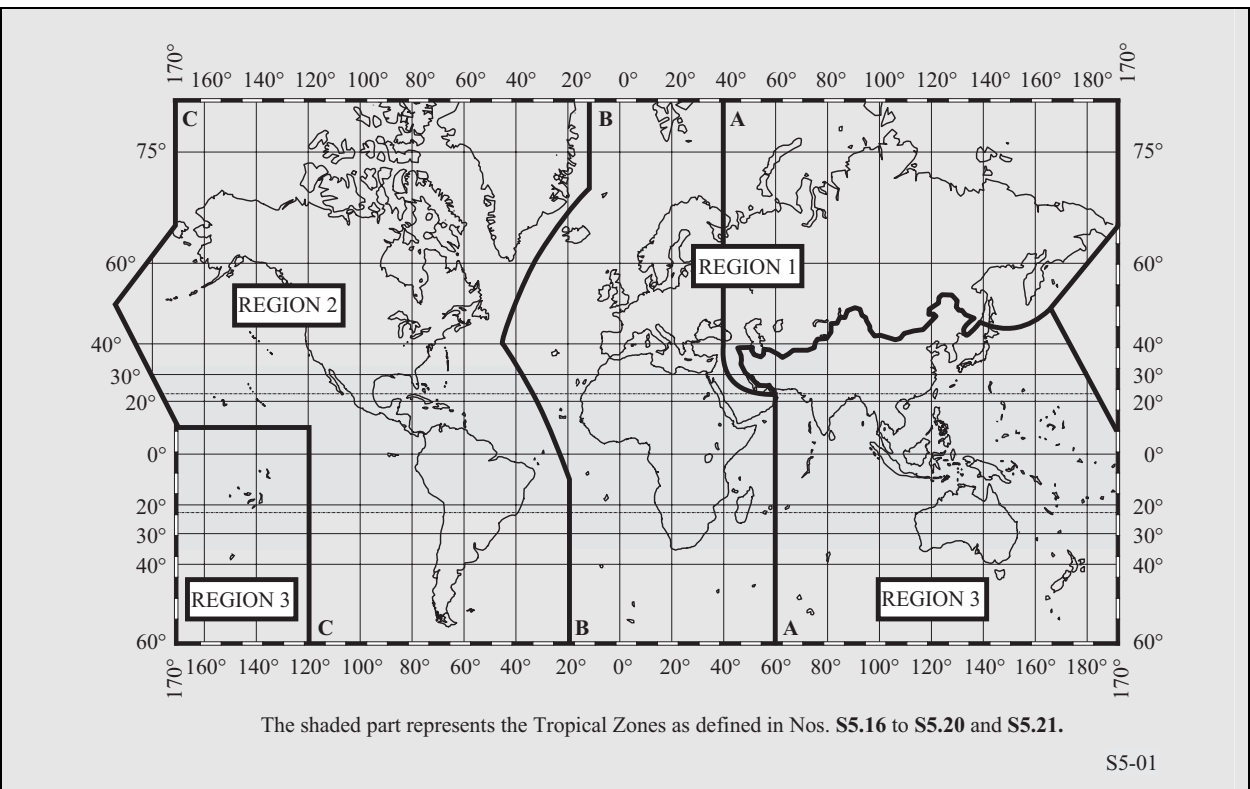 170° 160° 140° 120° 100° 80° 60° 40° 20° 0° 20° 40° 60° 80° 100° 120° 140° 160° 180° 170°
C B A
75° 75°
60° REGION 1 60°
REGION 2
40° 40°
30° 30°
20° 20°
0° 0°
20° 20°
30° 30°
40° 40°
REGION 3 REGION 3
C B A
60° 60°
170° 160° 140° 120° 100° 80° 60° 40° 20° 0° 20° 40° 60° 80° 100° 120° 140° 160° 180° 170°
The shaded part represents the Tropical Zones as defined in Nos. S5.16 to S5.20 and S5.21.
S5-01